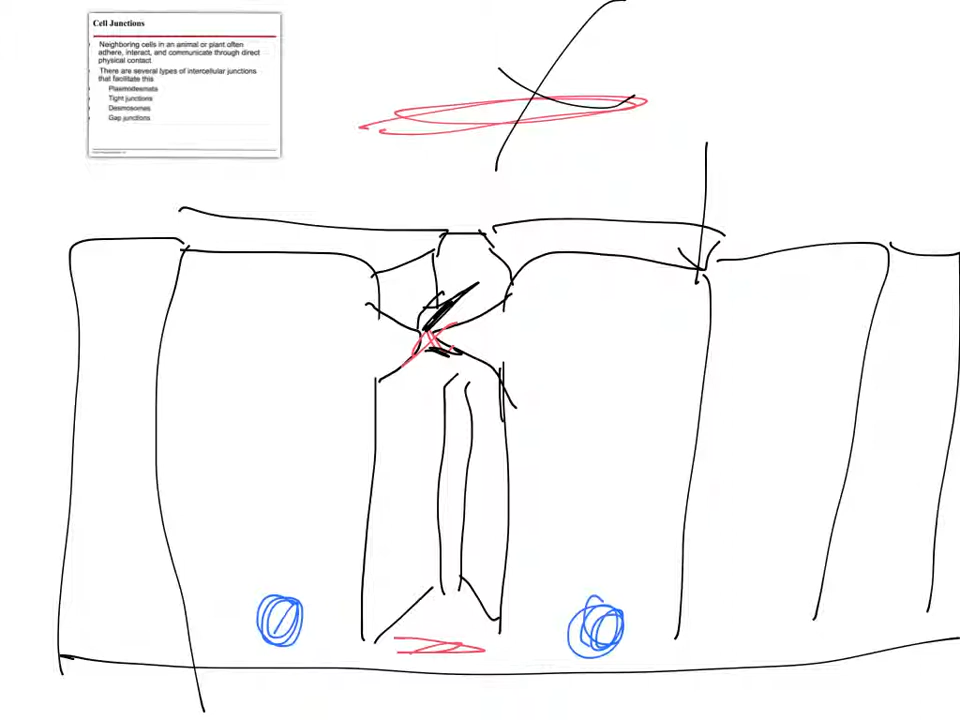 Cell Junctions
Neighboring cells in an animal or plant often
adhere, interact, and communicate through direct
physical contact
There are several types of intercellular junctions
that facilitate this
Plasmodesmata
Tight junctions
Desmosomes
Gap junctions